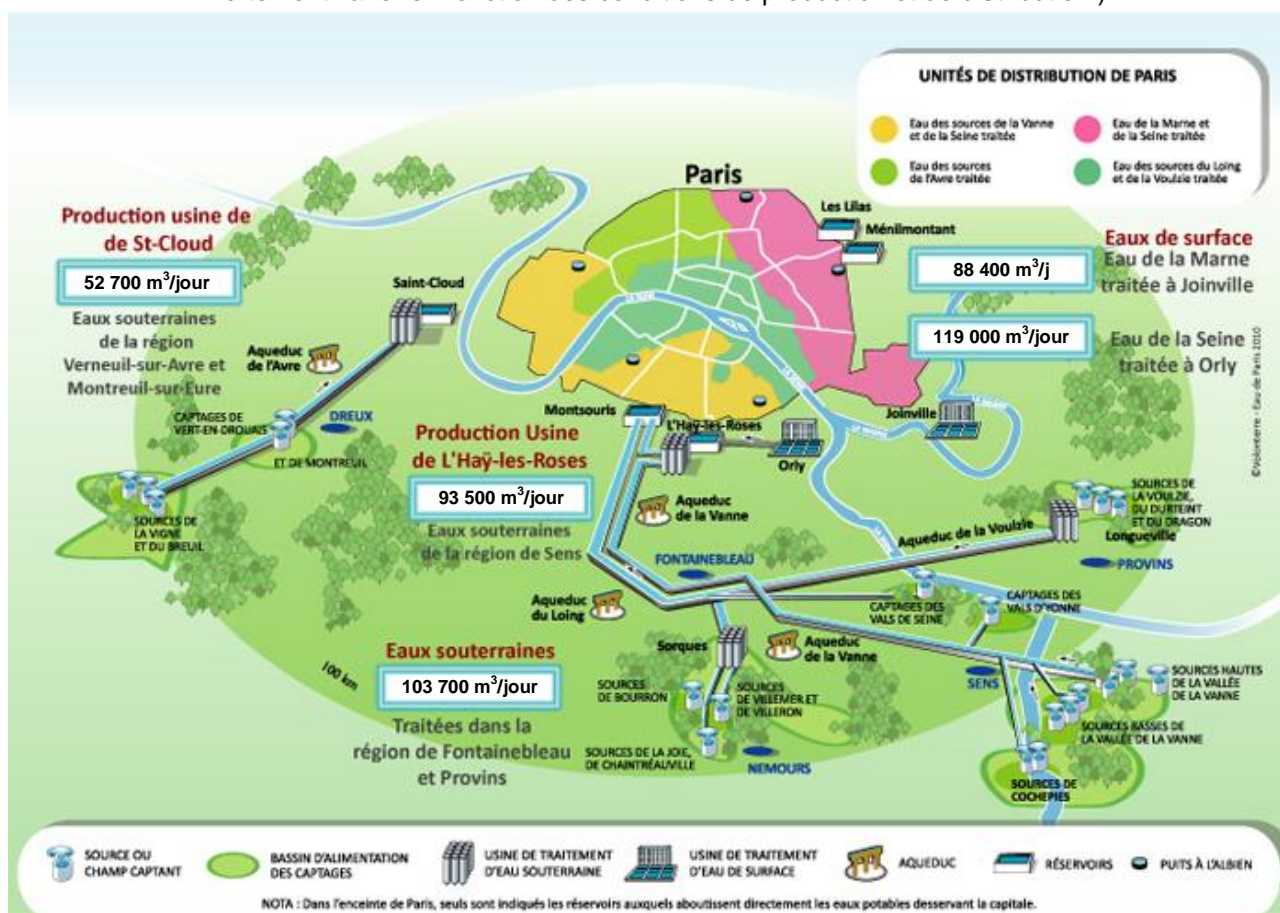 UNITÉS DE DISTRIBUTION DE PARIS
Eau des sources de la Vanne
et de la Seine traitée
Eau de la Marne et
de la Seine traitée
Eau des sources
de l'Avre traitée
Eau des sources du Loing
et de la Voulzie traitée
Paris
Les Lilas
Ménilmontant
Production usine de
de St-Cloud
52 700 m³/jour
Eaux souterraines
de la région
Verneuil-sur-Avre et
Montreuil-sur-Eure
Saint-Cloud
Aqueduc
de l'Avre
Eaux de surface
88 400 m³/j
Eau de la Marne
traitée à Joinville
119 000 m³/jour
Eau de la Seine
traitée à Orly
©Volonterre - Eau de Paris 2010
LA SEINE
LA SEINE
LA MARNE
LA MARNE
LA SEINE
CAPTAGES DE
VERT-EN-DROUAIS
DREUX
ET DE MONTREUIL
SOURCES DE
LA VIGNE
ET DU BREUIL
Montsouris
L'Haÿ-les-Roses
Orly
Joinville
Production Usine
de L'Haÿ-les-Roses
93 500 m³/jour
Eaux souterraines
de la région de Sens
Aqueduc
de la Vanne
FONTAINEBLEAU
Aqueduc de la Voulzie
SOURCES DE
LA VOULZIE,
DU DURTEINT
ET DU DRAGON
Longueville
PROVINS
Aqueduc
du Loing
CAPTAGES DES
VALS DE SEINE
CAPTAGES DES
VALS D'YONNE
Sorques
Aqueduc
de la Vanne
SENS
SOURCES HAUTES
DE LA VALLÉE
DE LA VANNE
SOURCES BASSES DE
LA VALLÉE DE LA VANNE
SOURCES DE
COCHEPIES
100 km
Eaux souterraines
103 700 m³/jour
Traitées dans la
région de Fontainebleau
et Provins
SOURCES
DE BOURRON
SOURCES
DE VILLEMER ET
DE VILLERON
SOURCES DE LA JOIE,
DE CHAINTRÉAUVILLE
NEMOURS
SOURCE OU
CHAMP CAPTANT
BASSIN D'ALIMENTATION
DES CAPTAGES
USINE DE TRAITEMENT
D'EAU SOUTERRAINE
USINE DE TRAITEMENT
D'EAU DE SURFACE
AQUEDUC
RÉSERVOIRS
PUITS À L'ALBIEN
NOTA : Dans l'enceinte de Paris, seuls sont indiqués les réservoirs auxquels aboutissent directement les eaux potables desservant la capitale.